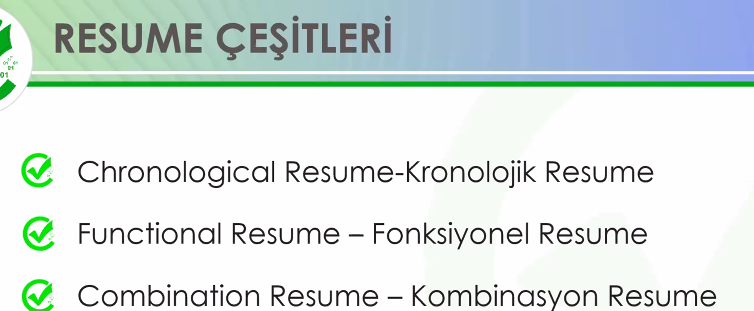 RESUME ÇEŞİTLERİ
Chronological Resume-Kronolojik Resume
Functional Resume – Fonksiyonel Resume
Combination Resume – Kombinasyon Resume